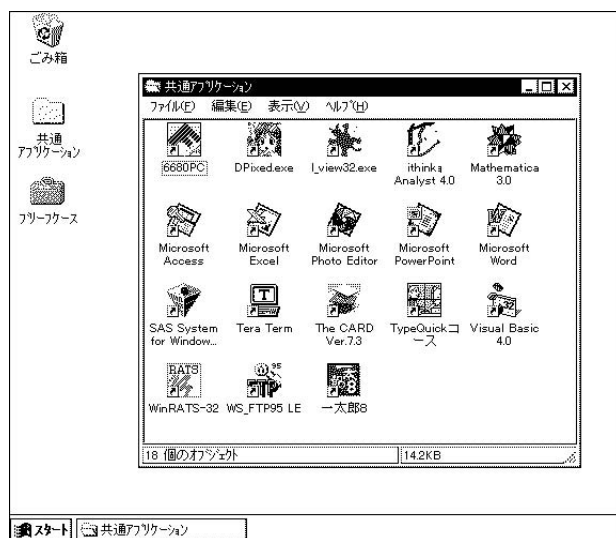 ごみ箱
共通
ｱﾌﾟﾘｹｰｼｮﾝ
ﾌﾞﾘｰﾌｹｰｽ
共通ｱﾌﾟﾘｹｰｼｮﾝ
ﾌｧｲﾙ(F) 編集(E) 表示(V) ﾍﾙﾌﾟ(H)
6680PC DPixed.exe I_view32.exe ithink Mathematica
Analyst 4.0 3.0
Microsoft Microsoft Microsoft Microsoft Microsoft
Access Excel Photo Editor PowerPoint Word
SAS System Tera Term The CARD TypeQuickコ Visual Basic
for Window... Ver.7.3 ース 4.0
WinRATS-32 WS_FTP95 LE 一太郎8
18 個のｵﾌﾞｼﾞｪｸﾄ 14.2KB
スタート 共通ｱﾌﾟﾘｹｰｼｮﾝ